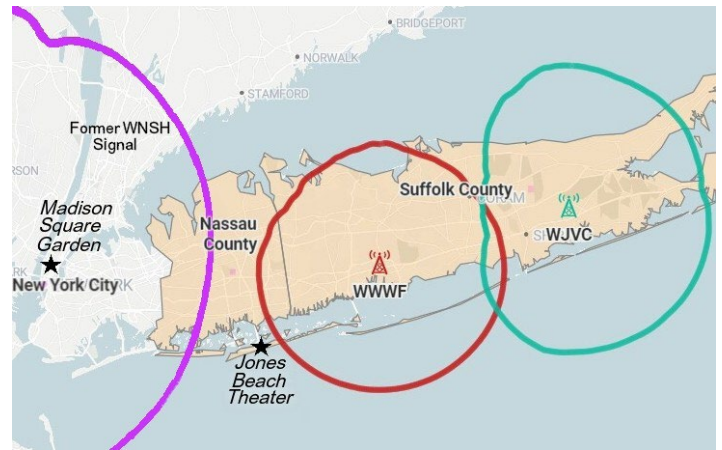 BRIDGEPORT
NORWALK
STAMFORD
Former WNSH
Signal
Madison
Square
Garden
New York City
Nassau
County
Suffolk County
WJVC
WWWF
Jones
Beach
Theater